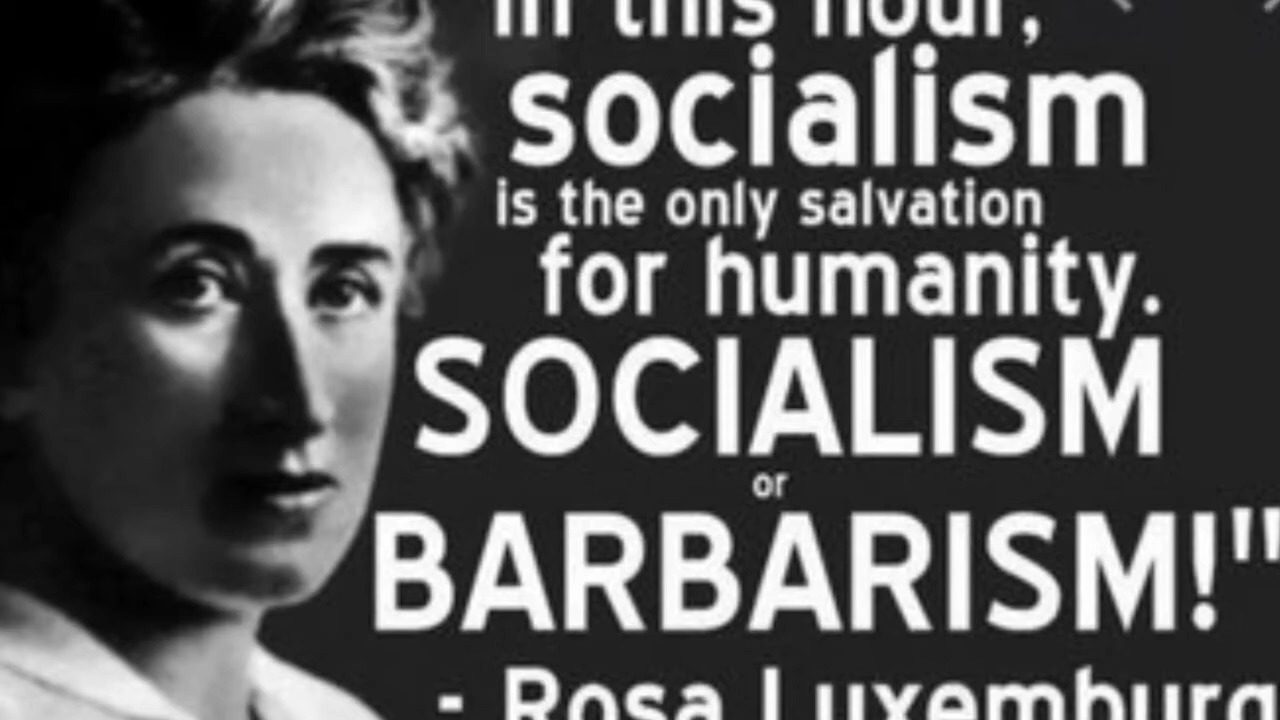 in this hour,
socialism
is the only salvation
for humanity.
SOCIALISM
or
BARBARISM!"
- Rosa Luxemburg